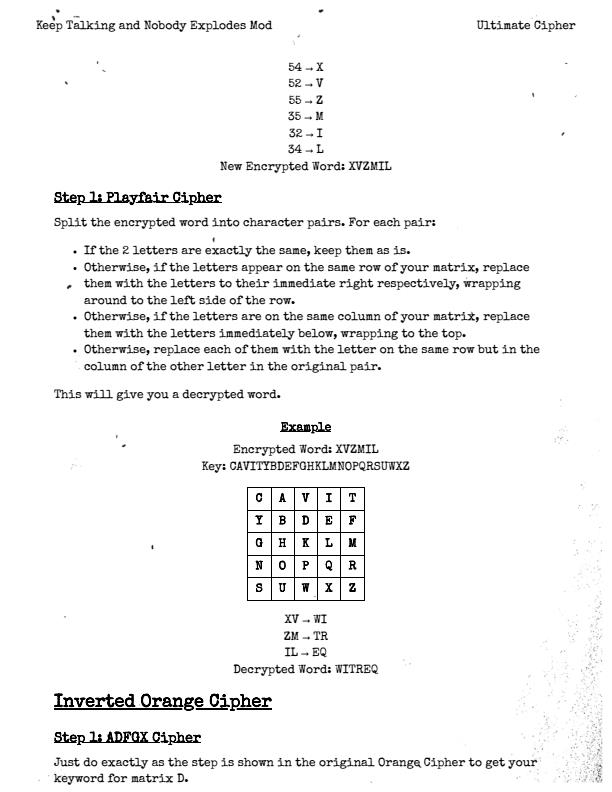 Keep Talking and Nobody Explodes Mod
Ultimate Cipher
54 → X
52 → V
55 → Z
35 → M
32 → I
34 → L
New Encrypted Word: XVZMIL
Step 1: Playfair Cipher
Split the encrypted word into character pairs. For each pair:
• If the 2 letters are exactly the same, keep them as is.
• Otherwise, if the letters appear on the same row of your matrix, replace
them with the letters to their immediate right respectively, wrapping
around to the left side of the row.
• Otherwise, if the letters are on the same column of your matrix, replace
them with the letters immediately below, wrapping to the top.
• Otherwise, replace each of them with the letter on the same row but in the
column of the other letter in the original pair.
This will give you a decrypted word.
Example
Encrypted Word: XVZMIL
Key: CAVITYBDEFGHKLMNOPQRSUWXZ
C A V I T
Y B D E F
G H K L M
N O P Q R
S U W X Z
XV → WI
ZM → TR
IL → EQ
Decrypted Word: WITREQ
Inverted Orange Cipher
Step 1: ADFGX Cipher
Just do exactly as the step is shown in the original Orange Cipher to get your
keyword for matrix D.